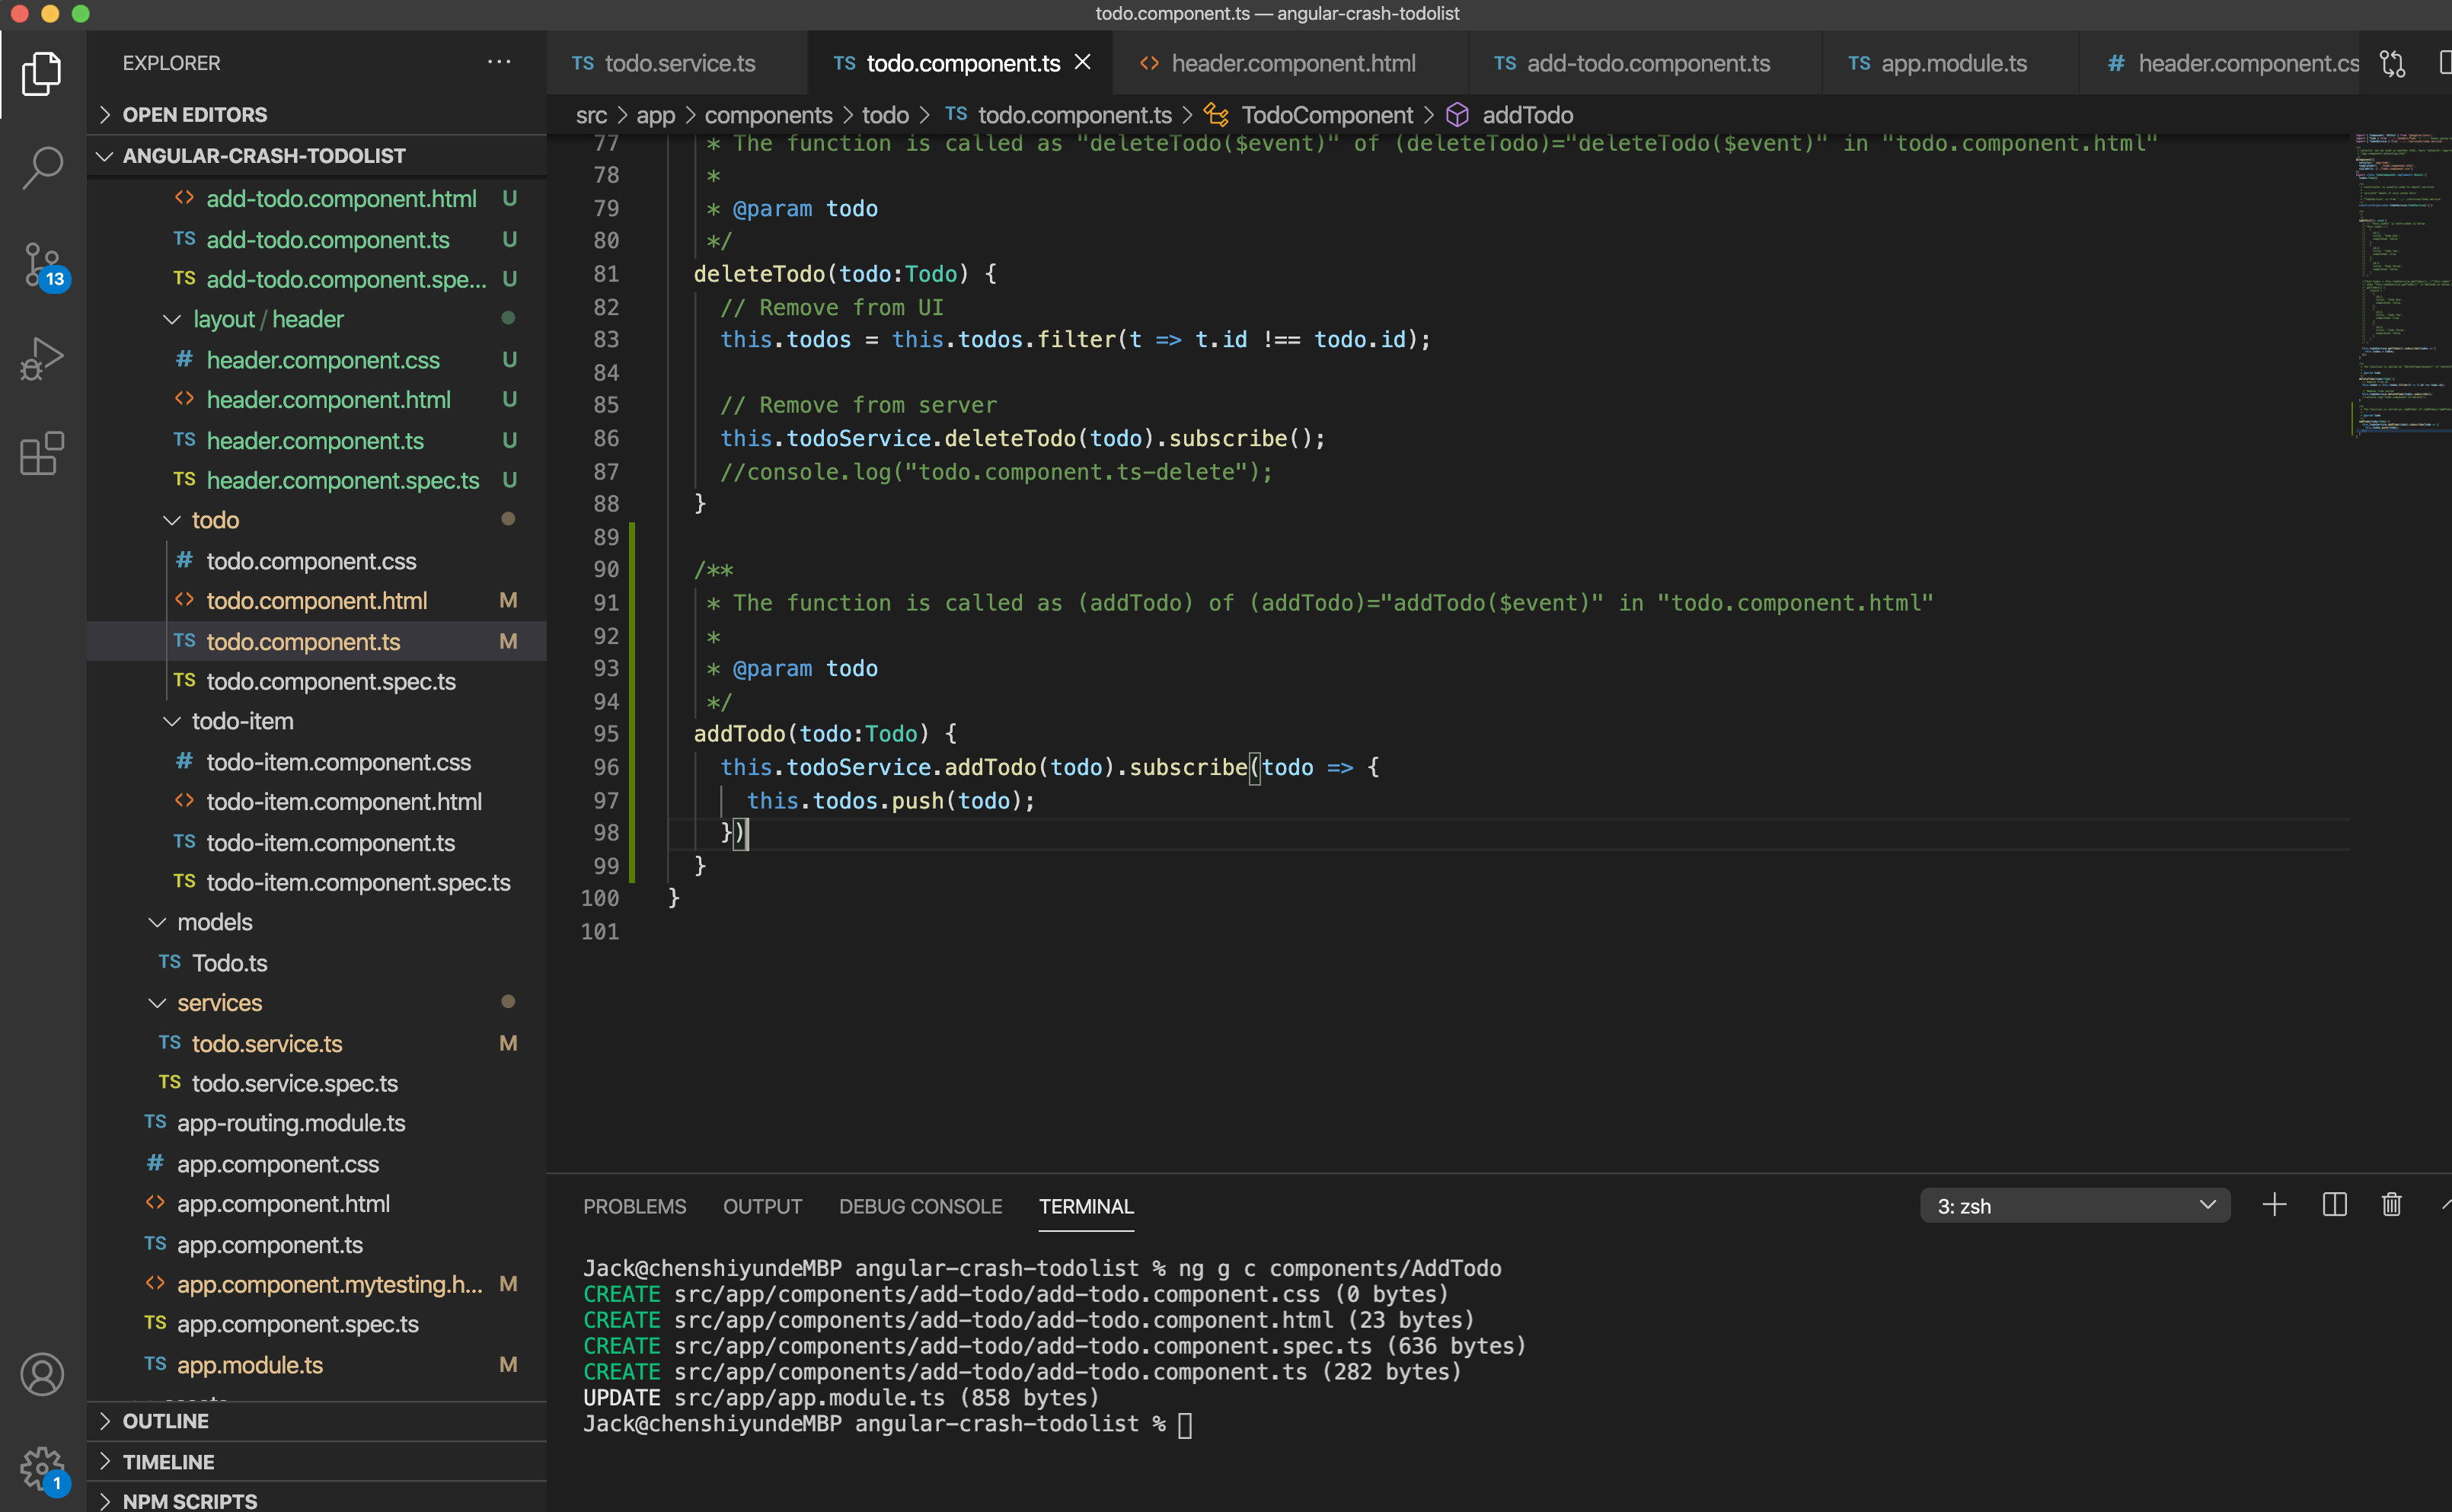 todo.component.ts — angular-crash-todolist
EXPLORER
OPEN EDITORS
ANGULAR-CRASH-TODOLIST
add-todo.component.html U
add-todo.component.ts U
add-todo.component.spe... U
layout / header
header.component.css U
header.component.html U
header.component.ts U
header.component.spec.ts U
todo
todo.component.css
todo.component.html M
todo.component.ts M
todo.component.spec.ts
todo-item
todo-item.component.css
todo-item.component.html
todo-item.component.ts
todo-item.component.spec.ts
models
Todo.ts
services
todo.service.ts M
todo.service.spec.ts
app-routing.module.ts
app.component.css
app.component.html
app.component.ts
app.component.mytesting.h... M
app.component.spec.ts
app.module.ts M
OUTLINE
TIMELINE
NPM SCRIPTS
13
1
TS todo.service.ts
TS todo.component.ts
<> header.component.html
TS add-todo.component.ts
TS app.module.ts
# header.component.cs
src > app > components > todo > TS todo.component.ts > TodoComponent > addTodo
77 * The function is called as "deleteTodo($event)" of (deleteTodo)="deleteTodo($event)" in "todo.component.html"
78 *
79 * @param todo
80 */
81 deleteTodo(todo:Todo) {
82 // Remove from UI
83 this.todos = this.todos.filter(t => t.id !== todo.id);
84
85 // Remove from server
86 this.todoService.deleteTodo(todo).subscribe();
87 //console.log("todo.component.ts-delete");
88 }
89
90 /**
91 * The function is called as (addTodo) of (addTodo)="addTodo($event)" in "todo.component.html"
92 *
93 * @param todo
94 */
95 addTodo(todo:Todo) {
96 this.todoService.addTodo(todo).subscribe(todo => {
97 this.todos.push(todo);
98 })
99 }
100 }
101
PROBLEMS OUTPUT DEBUG CONSOLE TERMINAL
3: zsh
Jack@chenshiyundeMBP angular-crash-todolist % ng g c components/AddTodo
CREATE src/app/components/add-todo/add-todo.component.css (0 bytes)
CREATE src/app/components/add-todo/add-todo.component.html (23 bytes)
CREATE src/app/components/add-todo/add-todo.component.spec.ts (636 bytes)
CREATE src/app/components/add-todo/add-todo.component.ts (282 bytes)
UPDATE src/app/app.module.ts (858 bytes)
Jack@chenshiyundeMBP angular-crash-todolist %